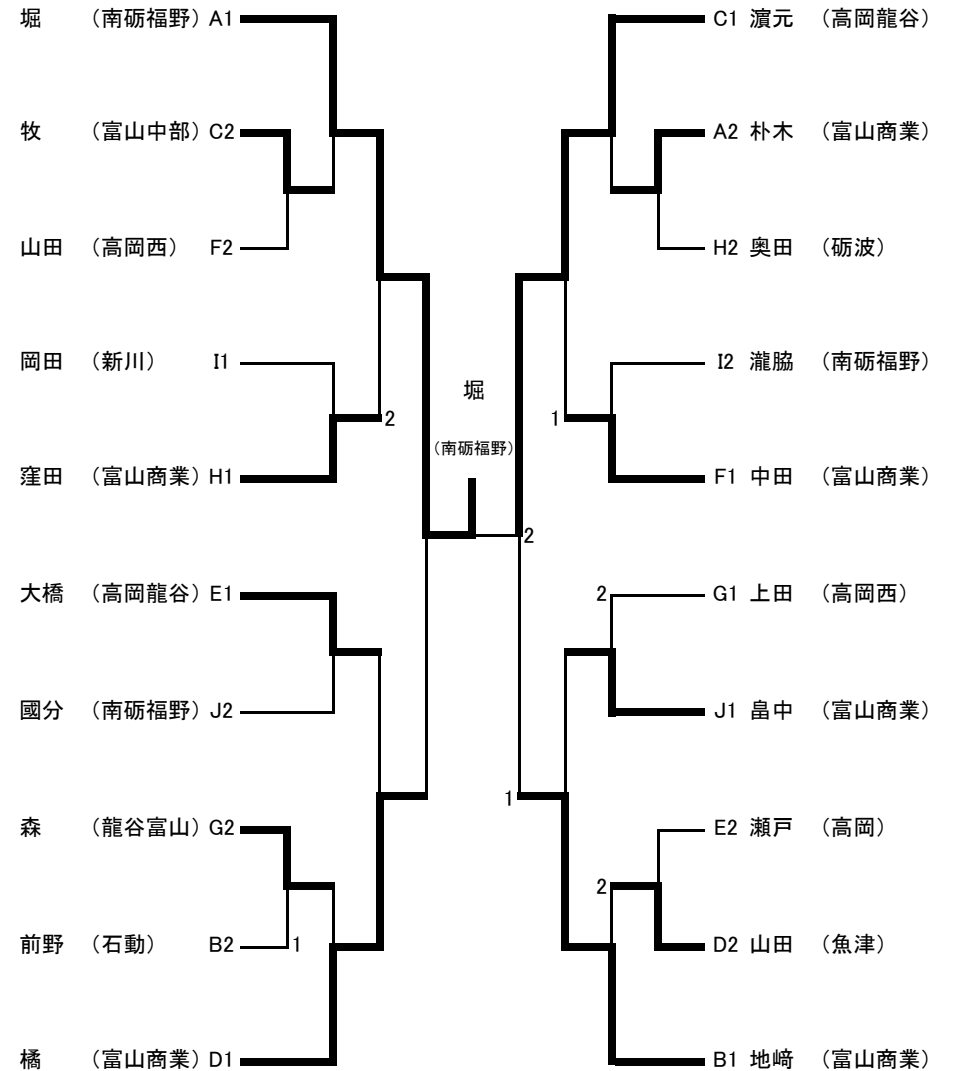 堀 （南砺福野） A1
牧 （富山中部） C2
山田 （高岡西） F2
岡田 （新川） I1
2
窪田 （富山商業） H1
大橋 （高岡龍谷） E1
國分 （南砺福野） J2
森 （龍谷富山） G2
前野 （石動） B2 1
橘 （富山商業） D1
堀
（南砺福野）
2
C1 濵元 （高岡龍谷）
A2 朴木 （富山商業）
H2 奥田 （砺波）
I2 瀧脇 （南砺福野）
1
F1 中田 （富山商業）
2 G1 上田 （高岡西）
J1 畠中 （富山商業）
1
E2 瀬戸 （高岡）
2
D2 山田 （魚津）
B1 地﨑 （富山商業）